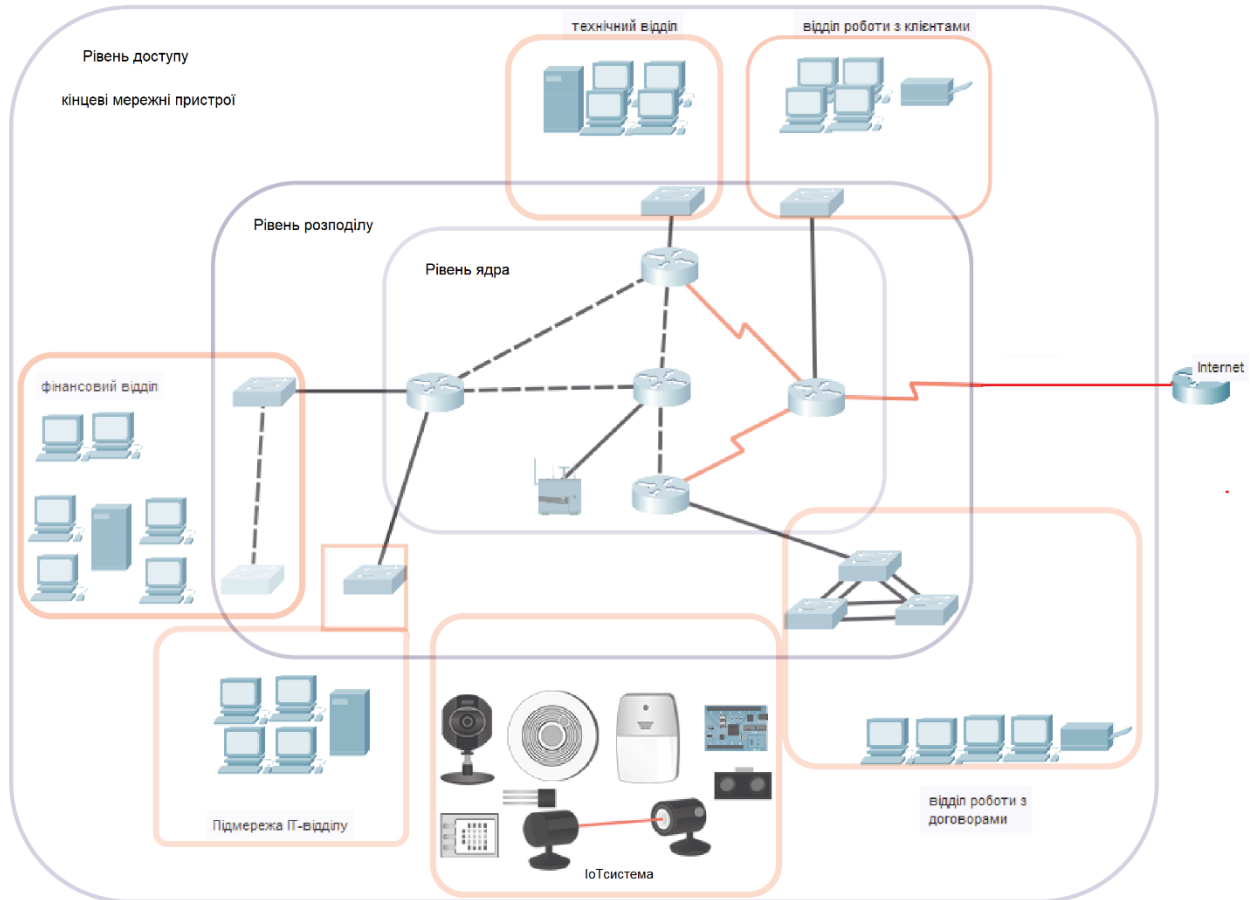 технічний відділ
відділ роботи з клієнтами
Рівень доступу
кінцеві мережні пристрої
Рівень розподілу
Рівень ядра
Internet
фінансовий відділ
Підмережа ІТ-відділу
відділ роботи з
договорами
ІоТсистема